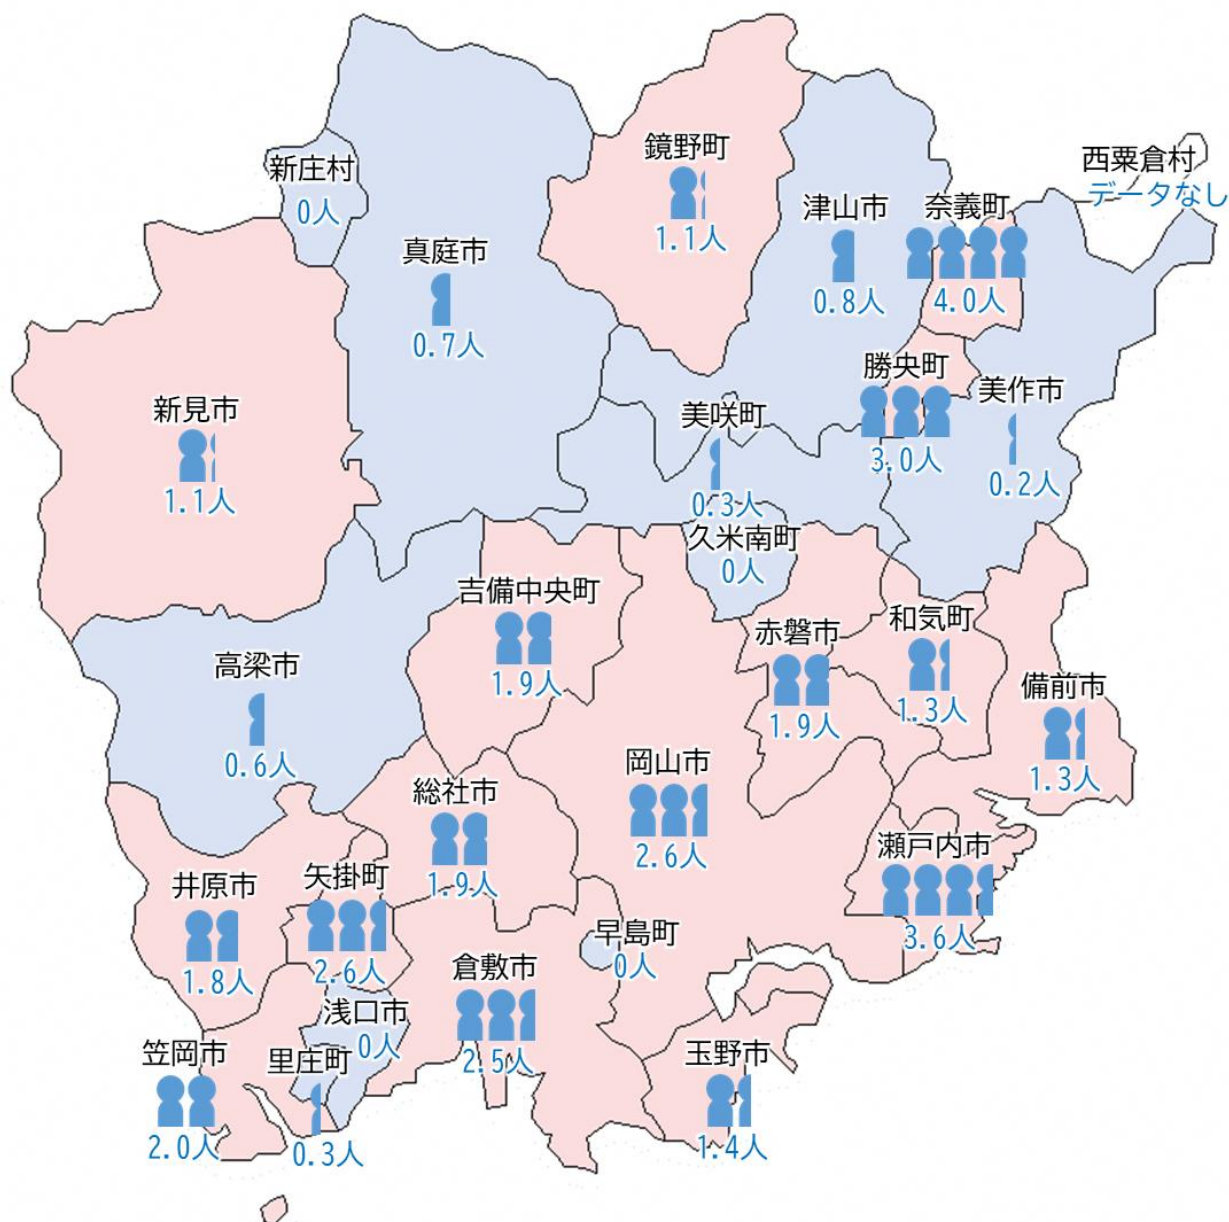 鏡野町
1.1人
西粟倉村
データなし
新庄村
0人
津山市
0.8人
奈義町
4.0人
真庭市
0.7人
勝央町
3.0人
美作市
0.2人
新見市
1.1人
美咲町
0.3人
久米南町
0人
吉備中央町
1.9人
赤磐市
1.9人
和気町
1.3人
高梁市
0.6人
備前市
1.3人
岡山市
2.6人
総社市
1.9人
瀬戸内市
3.6人
井原市
1.8人
矢掛町
2.6人
早島町
0人
倉敷市
2.5人
浅口市
0人
笠岡市
2.0人
里庄町
0.3人
玉野市
1.4人